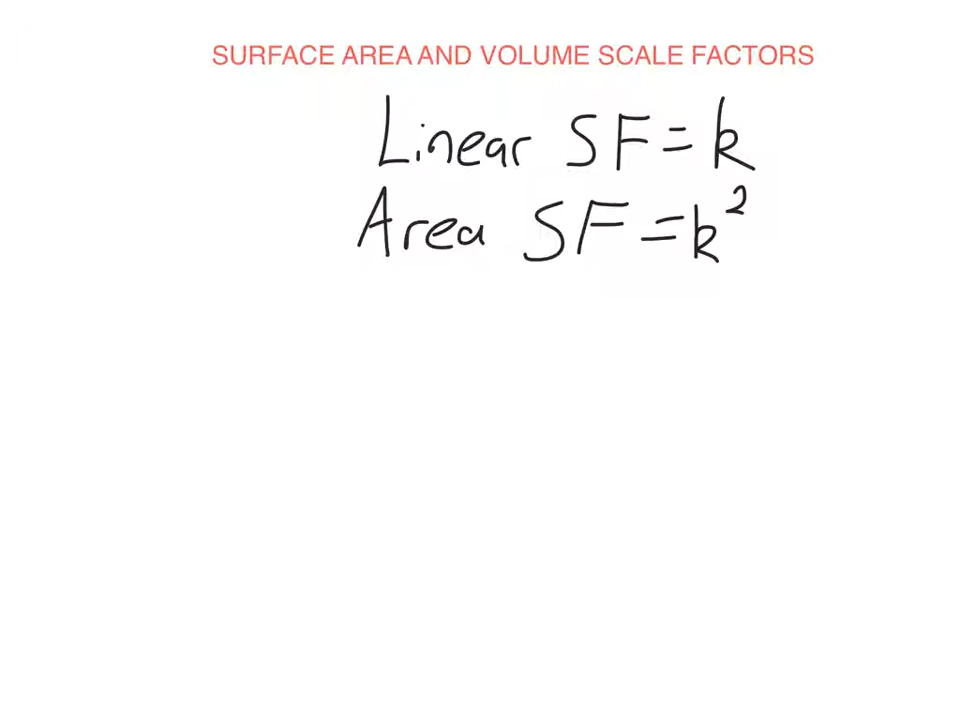 SURFACE AREA AND VOLUME SCALE FACTORS
Linear SF = k
Area SF = k²